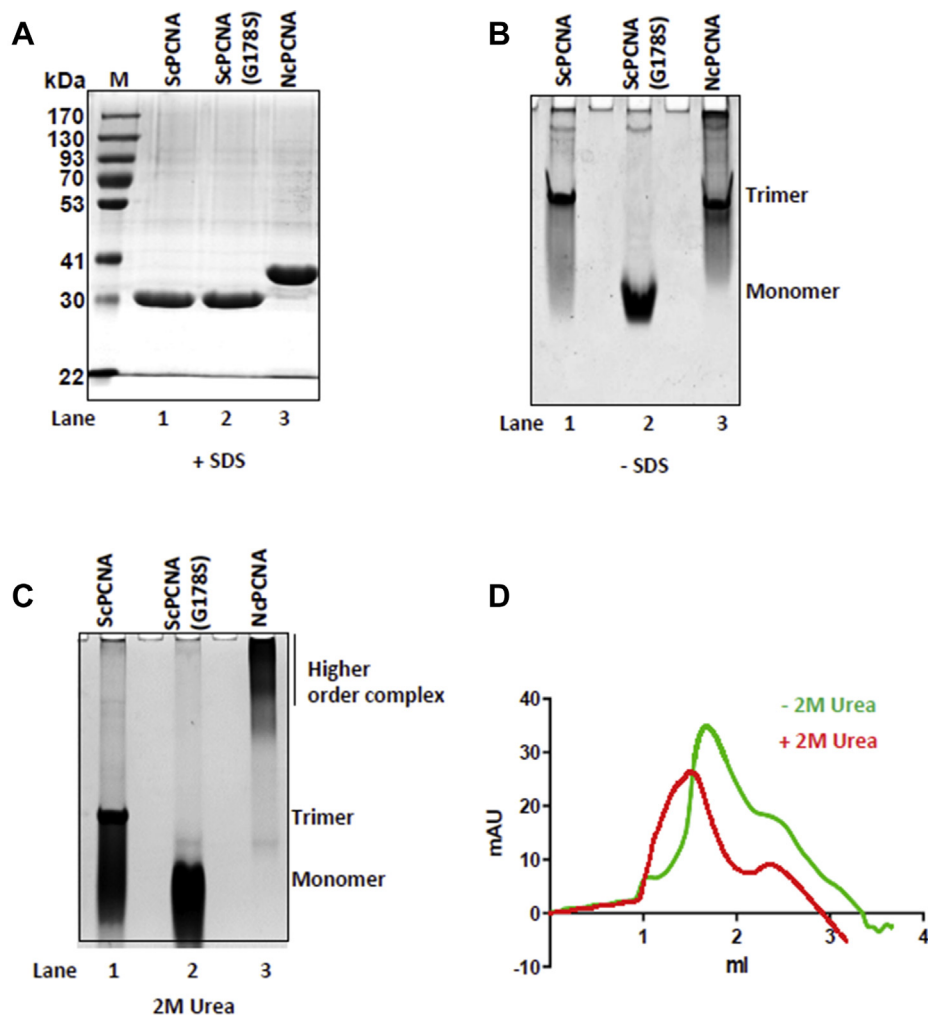 A
kDa M ScPCNA ScPCNA (G178S) NcPCNA
170
130
93
70
53
41
30
22
Lane 1 2 3
+ SDS
B
ScPCNA ScPCNA (G178S) NcPCNA
Trimer
Monomer
Lane 1 2 3
- SDS
C
ScPCNA ScPCNA (G178S) NcPCNA
Higher
order complex
Trimer
Monomer
Lane 1 2 3
2M Urea
D
- 2M Urea
+ 2M Urea
mAU
40
30
20
10
0
-10
1 2 3 4
ml